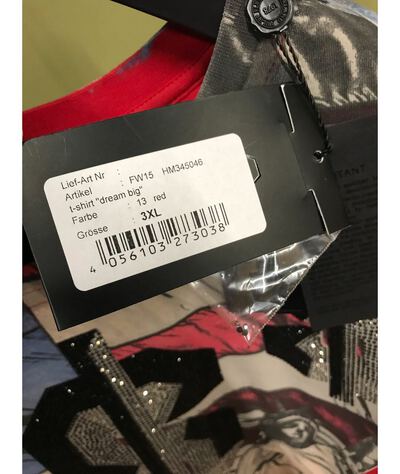 Lief-Art Nr :
Artikel : FW15 HM345046
t-shirt "dream big"
Farbe : 13 red
Grösse : 3XL
4 056103 273038